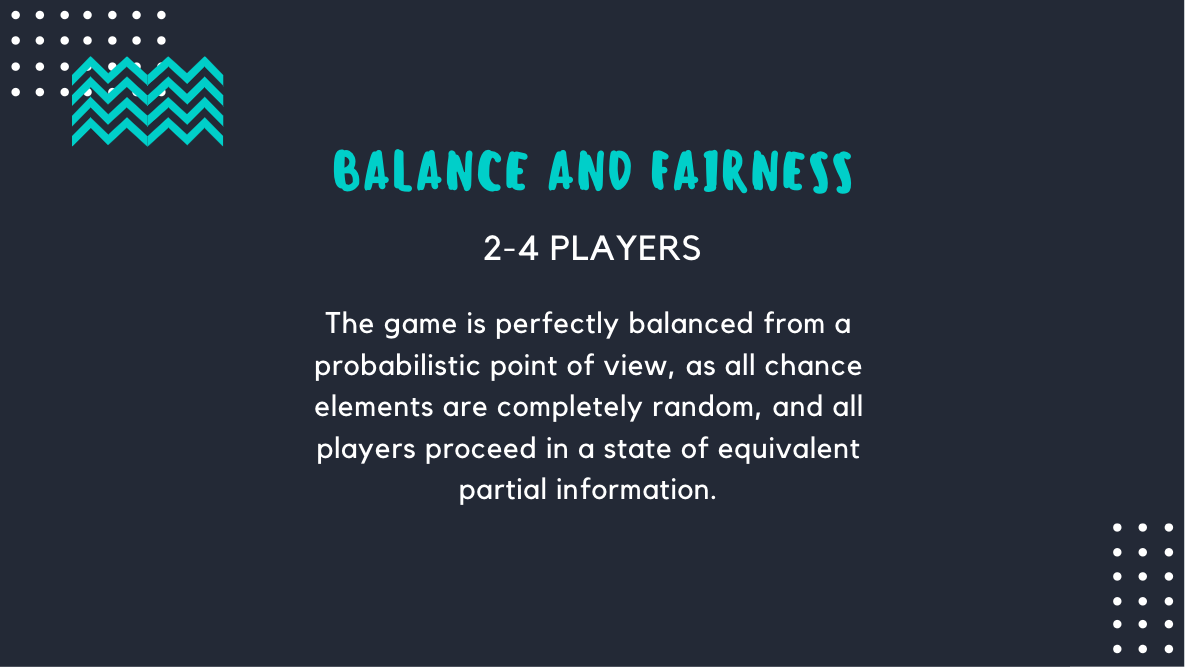 BALANCE AND FAIRNESS
2-4 PLAYERS
The game is perfectly balanced from a
probabilistic point of view, as all chance
elements are completely random, and all
players proceed in a state of equivalent
partial information.